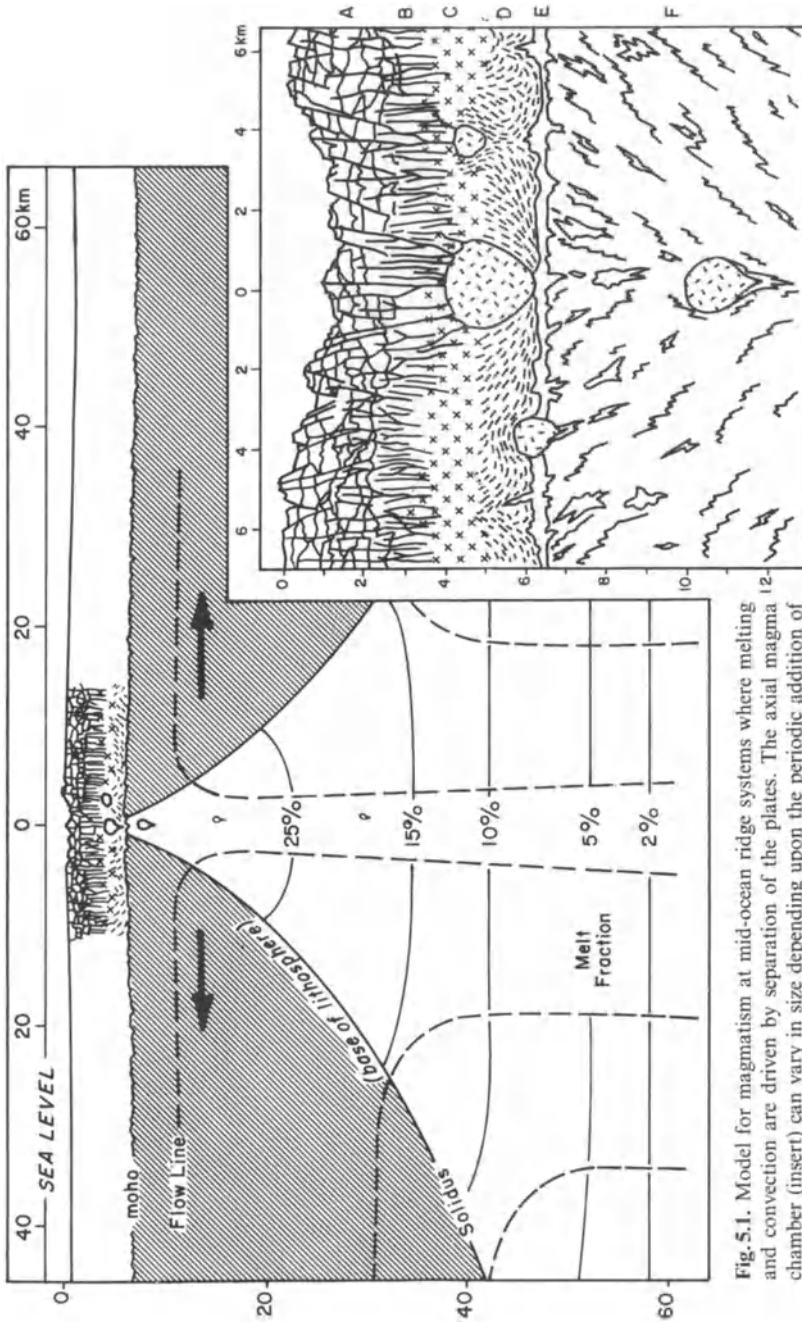 40
20
0
20
40
60km
SEA LEVEL
0
moho
Flow Line
20
(base of lithosphere)
25%
Solidus
15%
40
10%
Melt
Fraction
5%
2%
60
6
4
2
0
2
4
6km
0
2
4
6
8
10
12
A
B
C
D
E
F
Fig. 5.1. Model for magmatism at mid-ocean ridge systems where melting
and convection are driven by separation of the plates. The axial magma
chamber (insert) can vary in size depending upon the periodic addition of